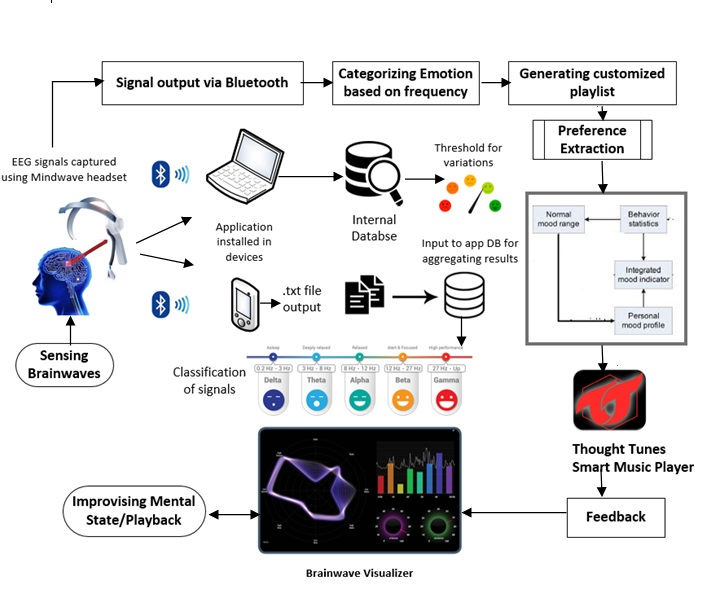 Signal output via Bluetooth
Categorizing Emotion
based on frequency
Generating customized
playlist
Preference
Extraction
EEG signals captured
using Mindwave headset
Threshold for
variations
Internal
Databse
Application
installed in
devices
Input to app DB for
aggregating results
.txt file
output
Normal
mood range
Behavior
statistics
Integrated
mood indicator
Personal
mood profile
Sensing
Brainwaves
Classification
of signals
Asleep
Deeply relaxed
Relaxed
Alert & Focused
High performance
0.2 Hz - 3 Hz
3 Hz - 8 Hz
8 Hz - 12 Hz
12 Hz - 27 Hz
27 Hz - Up
Delta
Theta
Alpha
Beta
Gamma
Thought Tunes
Smart Music Player
Improvising Mental
State/Playback
Feedback
Brainwave Visualizer